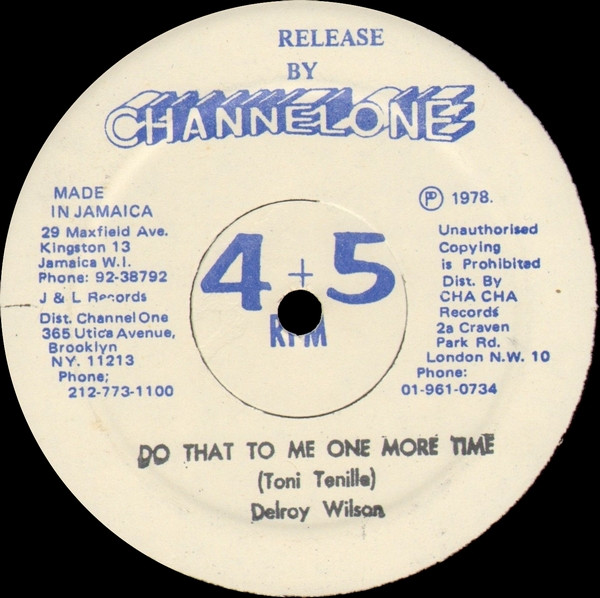 RELEASE
BY
CHANNEL ONE
MADE
IN JAMAICA
29 Maxfield Ave.
Kingston 13
Jamaica W.I.
Phone: 92-38792
J & L Records
Dist. Channel One
365 Utica Avenue,
Brooklyn
NY. 11213
Phone;
212-773-1100
4 5
RPM
Ⓟ 1978.
Unauthorised
Copying
is Prohibited
Dist. By
CHA CHA
Records
2a Craven
Park Rd.
London N.W. 10
Phone:
01-961-0734
DO THAT TO ME ONE MORE TIME
(Toni Tenille)
Delroy Wilson